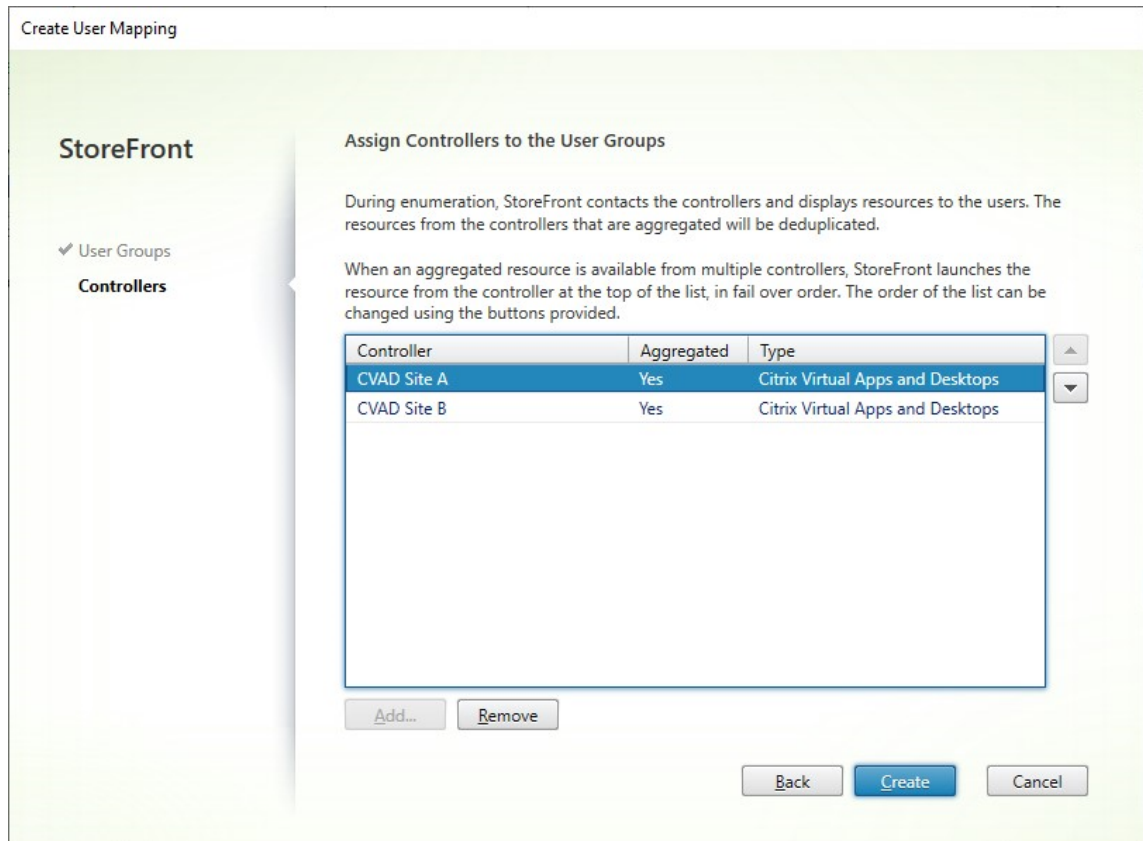 Create User Mapping
StoreFront
User Groups
Controllers
Assign Controllers to the User Groups
During enumeration, StoreFront contacts the controllers and displays resources to the users. The
resources from the controllers that are aggregated will be deduplicated.
When an aggregated resource is available from multiple controllers, StoreFront launches the
resource from the controller at the top of the list, in fail over order. The order of the list can be
changed using the buttons provided.
Controller Aggregated Type
CVAD Site A Yes Citrix Virtual Apps and Desktops
CVAD Site B Yes Citrix Virtual Apps and Desktops
Add... Remove
Back Create Cancel